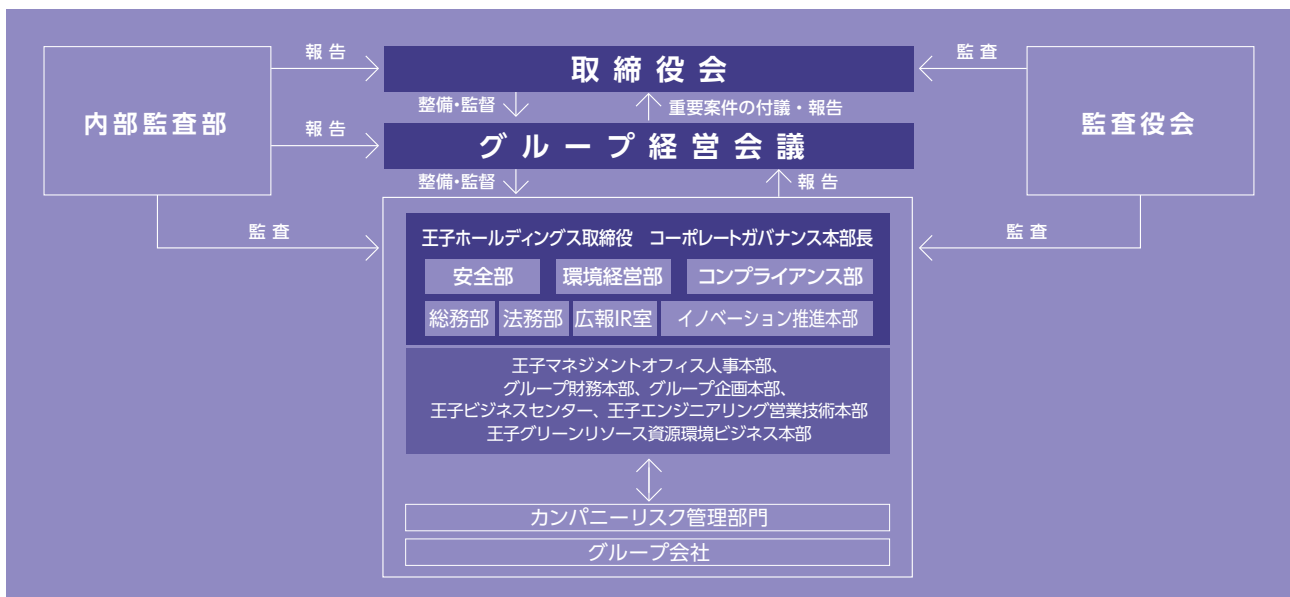 報告
取締役会
監査
整備・監督
重要案件の付議・報告
内部監査部
報告
グループ経営会議
監査役会
整備・監督
報告
監査
監査
王子ホールディングス取締役　コーポレートガバナンス本部長
安全部
環境経営部
コンプライアンス部
総務部
法務部
広報IR室
イノベーション推進本部
王子マネジメントオフィス人事本部、
グループ財務本部、グループ企画本部、
王子ビジネスセンター、王子エンジニアリング営業技術本部
王子グリーンリソース資源環境ビジネス本部
カンパニーリスク管理部門
グループ会社